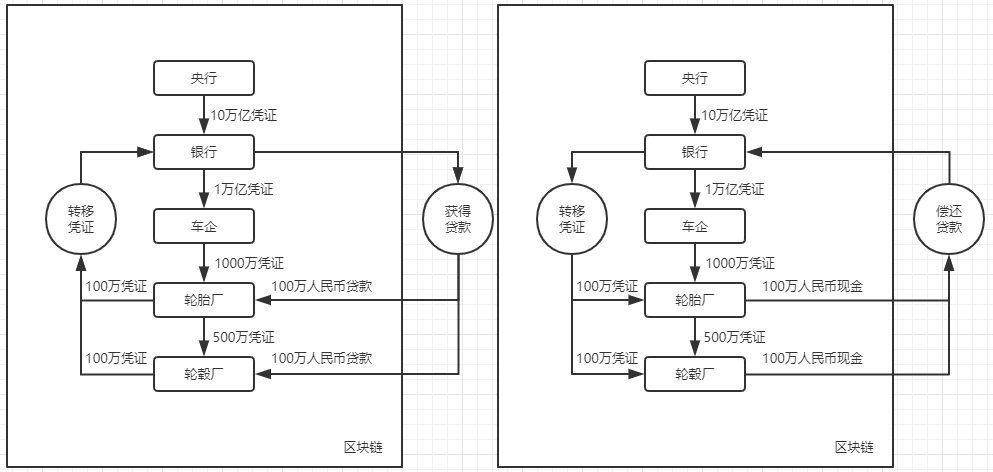 央行
10万亿凭证
银行
1万亿凭证
转移
凭证
车企
获得
贷款
1000万凭证
100万凭证
轮胎厂
100万人民币贷款
500万凭证
100万凭证
轮毂厂
100万人民币贷款
区块链
央行
10万亿凭证
银行
1万亿凭证
转移
凭证
车企
偿还
贷款
1000万凭证
100万凭证
轮胎厂
100万人民币现金
500万凭证
100万凭证
轮毂厂
100万人民币现金
区块链